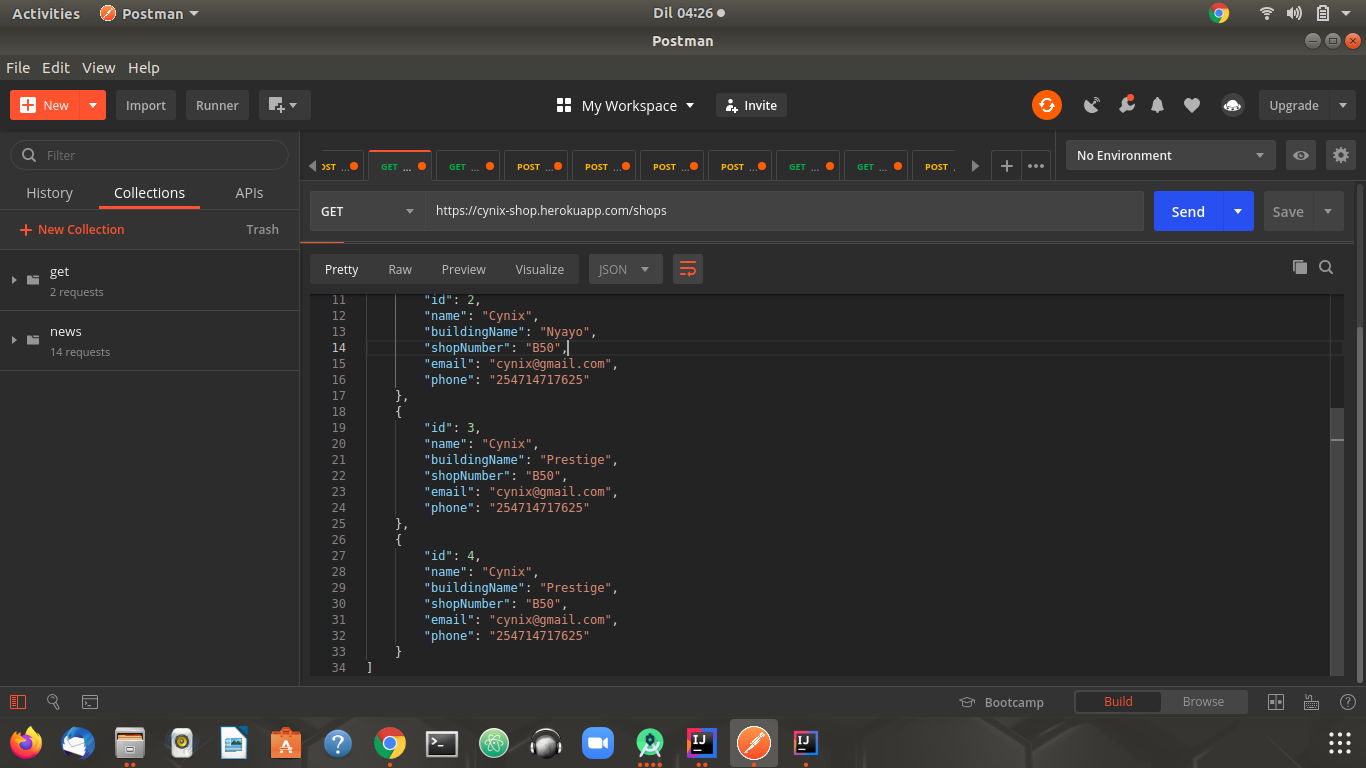 Activities Postman Dil 04:26
Postman
File Edit View Help
New Import Runner My Workspace Invite Upgrade
Filter
History Collections APIs
New Collection Trash
get
2 requests
news
14 requests
OST ... GET ... GET ... POST ... POST ... POST ... POST ... GET ... GET ... POST .
No Environment
GET https://cynix-shop.herokuapp.com/shops Send Save
Pretty Raw Preview Visualize JSON
11 "id": 2,
12 "name": "Cynix",
13 "buildingName": "Nyayo",
14 "shopNumber": "B50",
15 "email": "cynix@gmail.com",
16 "phone": "254714717625"
17 },
18 {
19 "id": 3,
20 "name": "Cynix",
21 "buildingName": "Prestige",
22 "shopNumber": "B50",
23 "email": "cynix@gmail.com",
24 "phone": "254714717625"
25 },
26 {
27 "id": 4,
28 "name": "Cynix",
29 "buildingName": "Prestige",
30 "shopNumber": "B50",
31 "email": "cynix@gmail.com",
32 "phone": "254714717625"
33 }
34 ]
Bootcamp Build Browse
IJ IJ